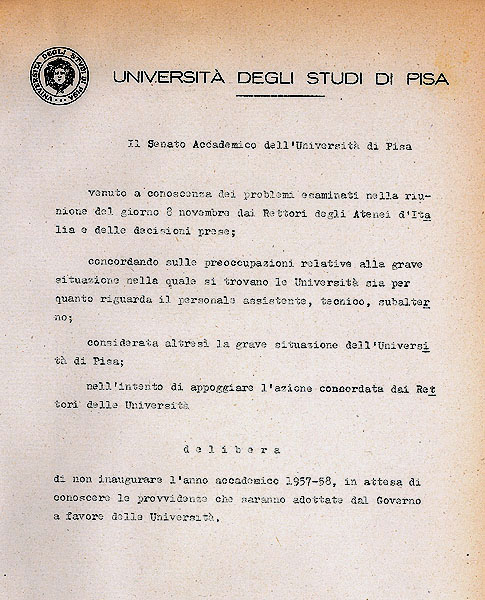 UNIVERSITÀ DEGLI STUDI DI PISA
UNIVERSITÀ DEGLI STUDI DI PISA
Il Senato Accademico dell'Università di Pisa
venuto a conoscenza dei problemi esaminati nella riu-
nione del giorno 8 novembre dai Rettori degli Atenei d'Ita
lia e delle decisioni prese;
concordando sulle preoccupazioni relative alla grave
situazione nella quale si trovano le Università sia per
quanto riguarda il personale assistente, tecnico, subalter
no;
considerata altresì la grave situazione dell'Universi
tà di Pisa;
nell'intento di appoggiare l'azione concordata dai Ret
tori delle Università
d e l i b e r a
di non inaugurare l'anno accademico 1957-58, in attesa di
conoscere le provvidenze che saranno adottate dal Governo
a favore delle Università.